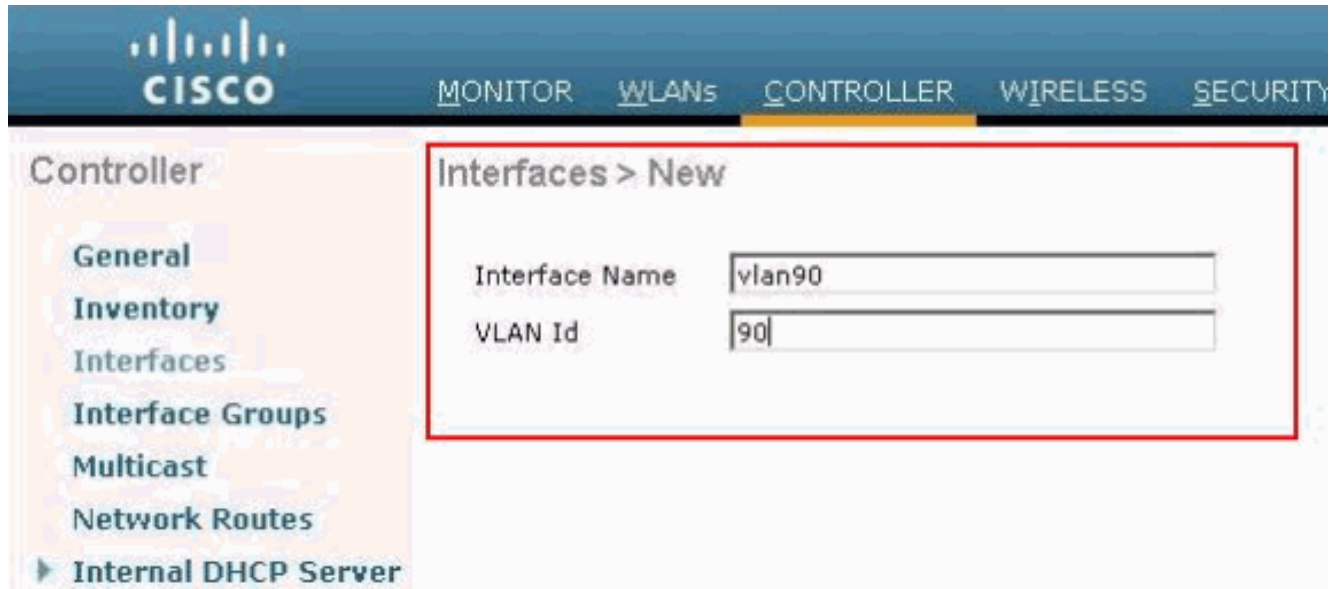 CISCO
MONITOR WLANs CONTROLLER WIRELESS SECURITY
Controller
General
Inventory
Interfaces
Interface Groups
Multicast
Network Routes
Internal DHCP Server
Interfaces > New
Interface Name vlan90
VLAN Id 90